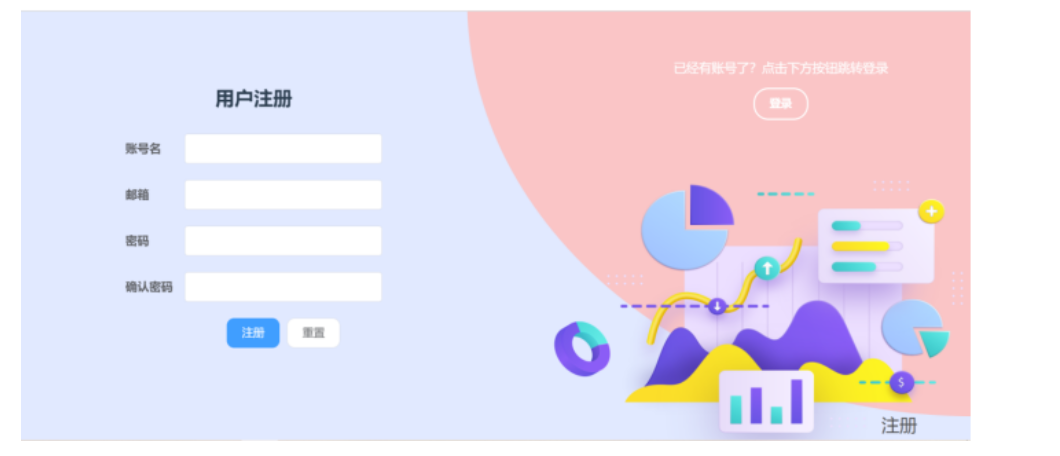 已经有账号了？点击下方按钮跳转登录
登录
用户注册
账号名
邮箱
密码
确认密码
注册
重置
$
注册